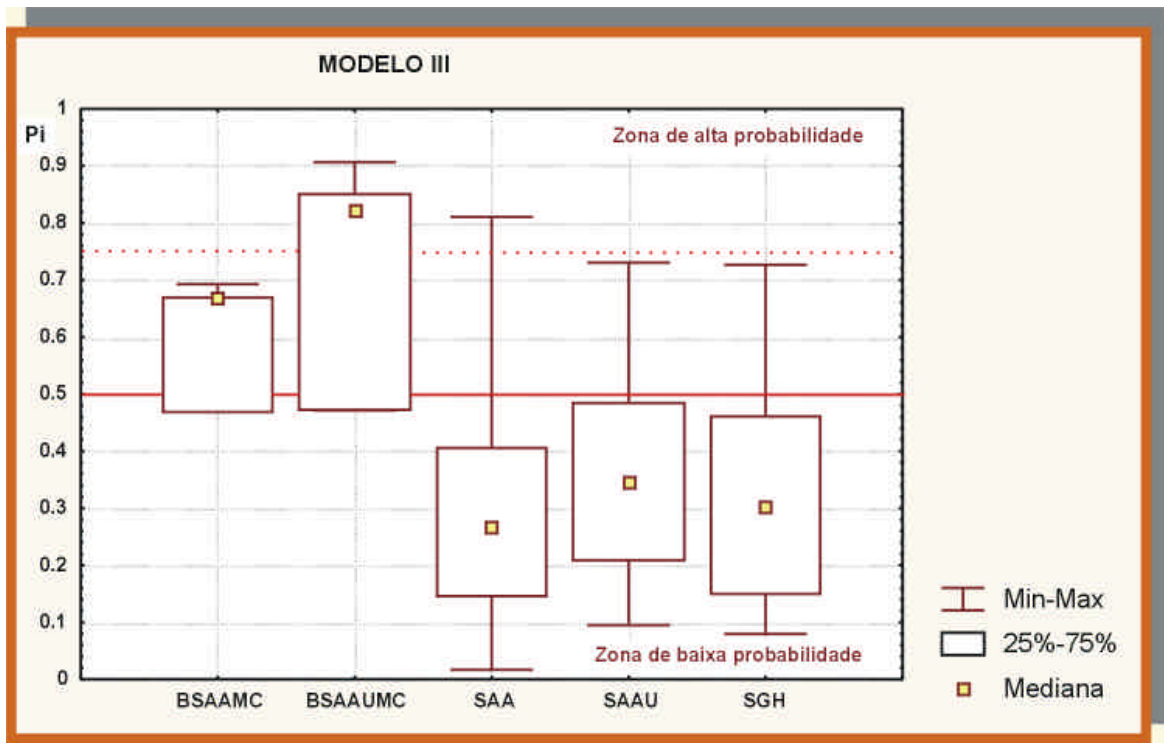 MODELO III
Pi
1
0.9
0.8
0.7
0.6
0.5
0.4
0.3
0.2
0.1
0
Zona de alta probabilidade
Zona de baixa probabilidade
BSAAMC BSAAUMC SAA SAAU SGH
Min-Max
25%-75%
Mediana